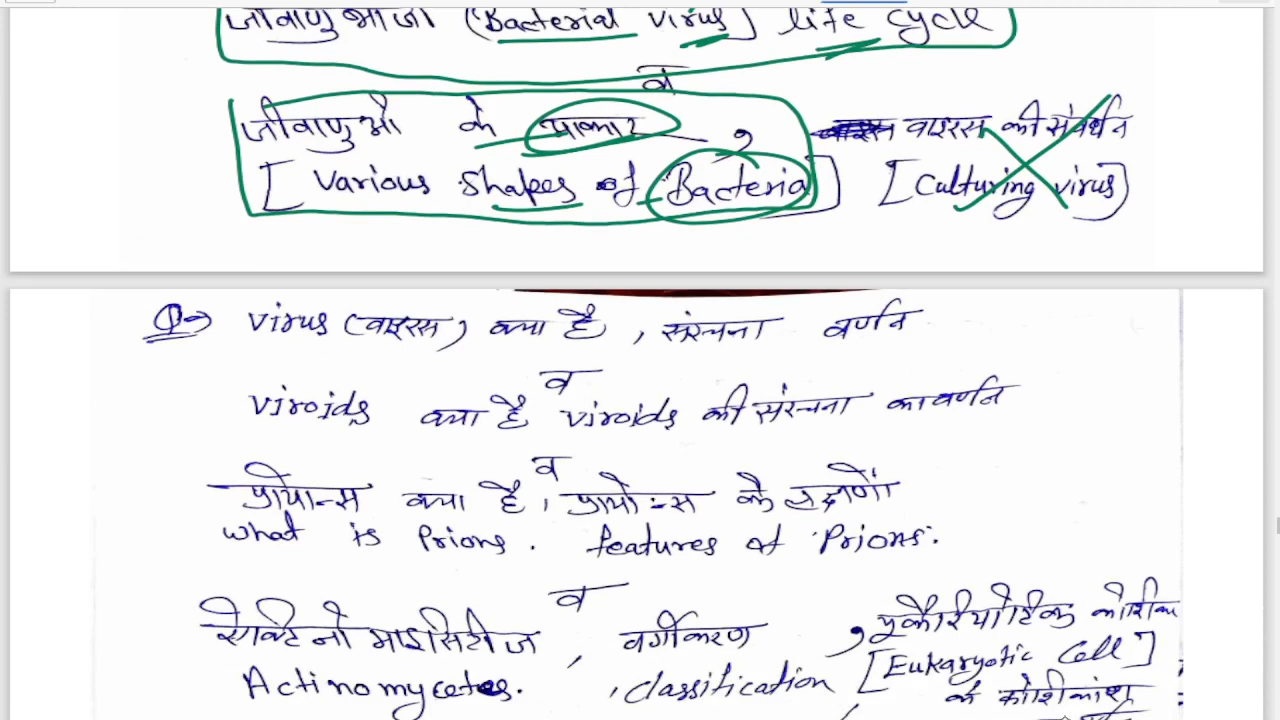 जीवाणुभोजी (Bacterial virus) life cycle
व
जीवाणुओ के आकार , वाइरस की संवर्धन
[ Various Shapes of Bacteria ] [ Culturing virus ]
Q→ virus (वाइरस) क्या है , संरचना वर्णन
व
viroids क्या है viroids की संरचना का वर्णन
व
प्रीयान्स क्या है, प्रायोन्स के लक्षणों
what is Prions. features of Prions.
व
ऐक्टिनोमाइसिटीज , वर्गीकरण , यूकैरियोटिक कोशिका
Actinomycetes. , classification [Eukaryotic Cell]
के कोशिकांश